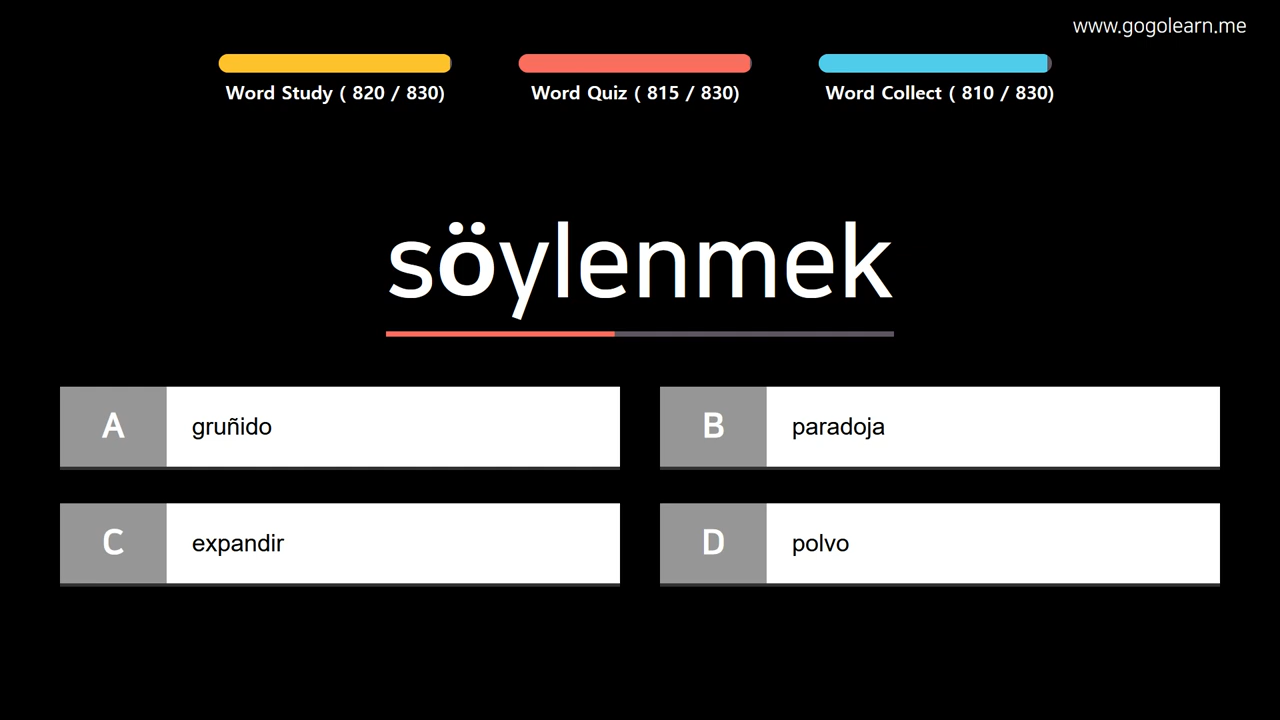 www.gogolearn.me
Word Study ( 820 / 830)
Word Quiz ( 815 / 830)
Word Collect ( 810 / 830)
söylenmek
A
gruñido
B
paradoja
C
expandir
D
polvo